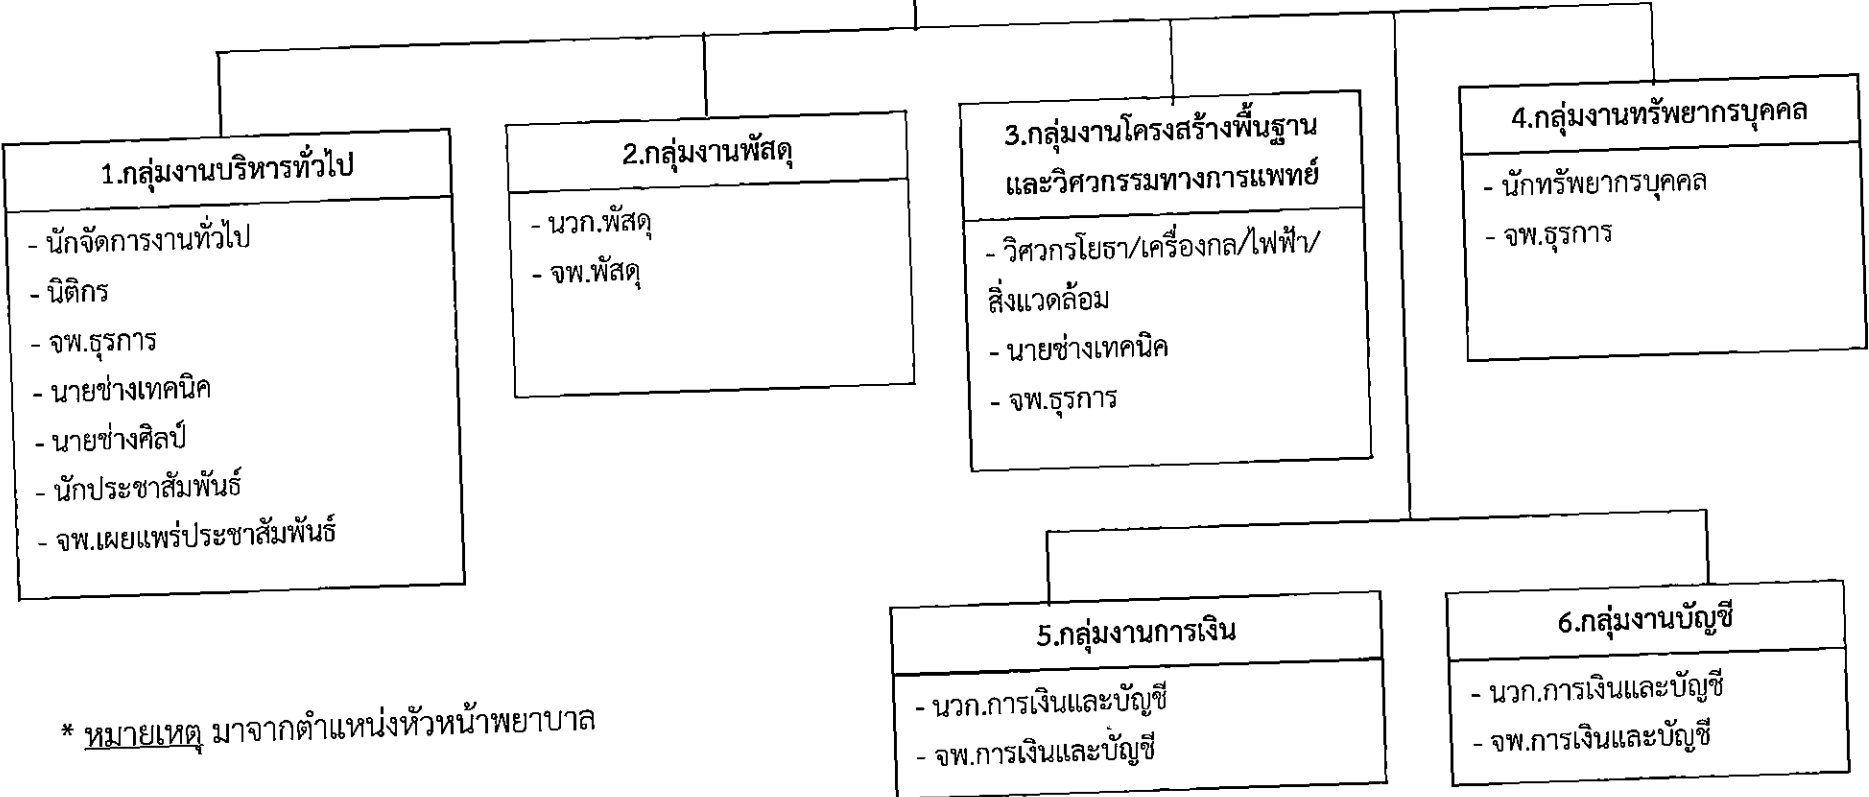 1.กลุ่มงานบริหารทั่วไป
- นักจัดการงานทั่วไป
- นิติกร
- จพ.ธุรการ
- นายช่างเทคนิค
- นายช่างศิลป์
- นักประชาสัมพันธ์
- จพ.เผยแพร่ประชาสัมพันธ์
2.กลุ่มงานพัสดุ
- นวก.พัสดุ
- จพ.พัสดุ
3.กลุ่มงานโครงสร้างพื้นฐาน
และวิศวกรรมทางการแพทย์
- วิศวกรโยธา/เครื่องกล/ไฟฟ้า/
สิ่งแวดล้อม
- นายช่างเทคนิค
- จพ.ธุรการ
4.กลุ่มงานทรัพยากรบุคคล
- นักทรัพยากรบุคคล
- จพ.ธุรการ
5.กลุ่มงานการเงิน
- นวก.การเงินและบัญชี
- จพ.การเงินและบัญชี
6.กลุ่มงานบัญชี
- นวก.การเงินและบัญชี
- จพ.การเงินและบัญชี
* หมายเหตุ มาจากตำแหน่งหัวหน้าพยาบาล